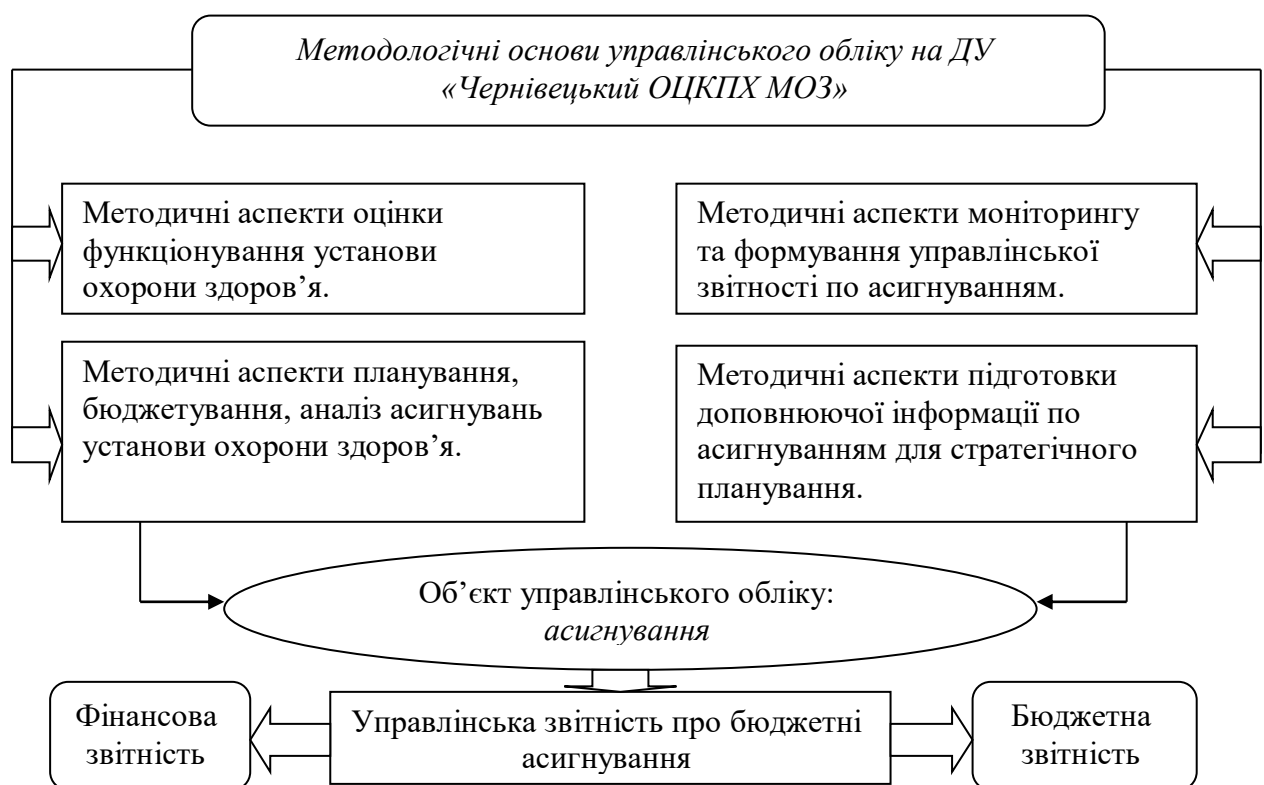 Методологічні основи управлінського обліку на ДУ
«Чернівецький ОЦКПХ МОЗ»
Методичні аспекти оцінки
функціонування установи
охорони здоров’я.
Методичні аспекти моніторингу
та формування управлінської
звітності по асигнуванням.
Методичні аспекти планування,
бюджетування, аналіз асигнувань
установи охорони здоров’я.
Методичні аспекти підготовки
доповнюючої інформації по
асигнуванням для стратегічного
планування.
Об’єкт управлінського обліку:
асигнування
Фінансова
звітність
Управлінська звітність про бюджетні
асигнування
Бюджетна
звітність